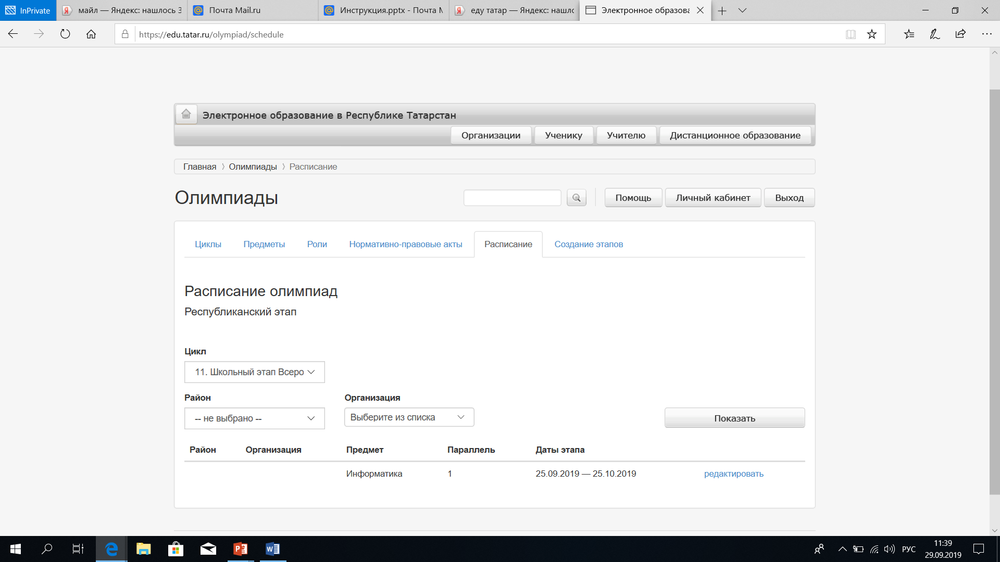 InPrivate
майл — Яндекс: нашлось 3
Почта Mail.ru
Инструкция.pptx - Почта M
еду татар — Яндекс: нашло
Электронное образова
https://edu.tatar.ru/olympiad/schedule
Электронное образование в Республике Татарстан
Организации Ученику Учителю Дистанционное образование
Главная Олимпиады Расписание
Олимпиады
Помощь Личный кабинет Выход
Циклы Предметы Роли Нормативно-правовые акты Расписание Создание этапов
Расписание олимпиад
Республиканский этап
Цикл
11. Школьный этап Всеро
Район Организация
-- не выбрано -- Выберите из списка Показать
Район Организация Предмет Параллель Даты этапа
Информатика 1 25.09.2019 — 25.10.2019 редактировать
РУС
11:39
29.09.2019